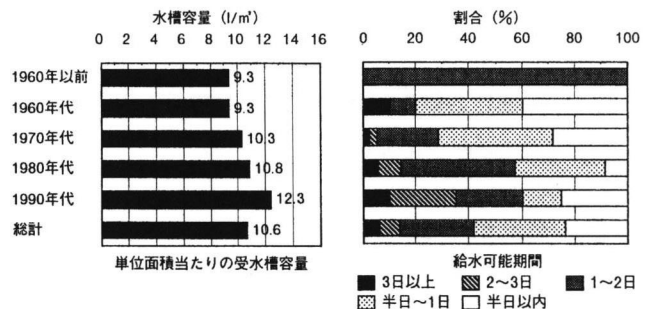 水槽容量（l/㎡）
0 2 4 6 8 10 12 14 16
1960年以前 9.3
1960年代 9.3
1970年代 10.3
1980年代 10.8
1990年代 12.3
総計 10.6
単位面積当たりの受水槽容量
割合（％）
0 20 40 60 80 100
給水可能期間
3日以上 2～3日 1～2日
半日～1日 半日以内